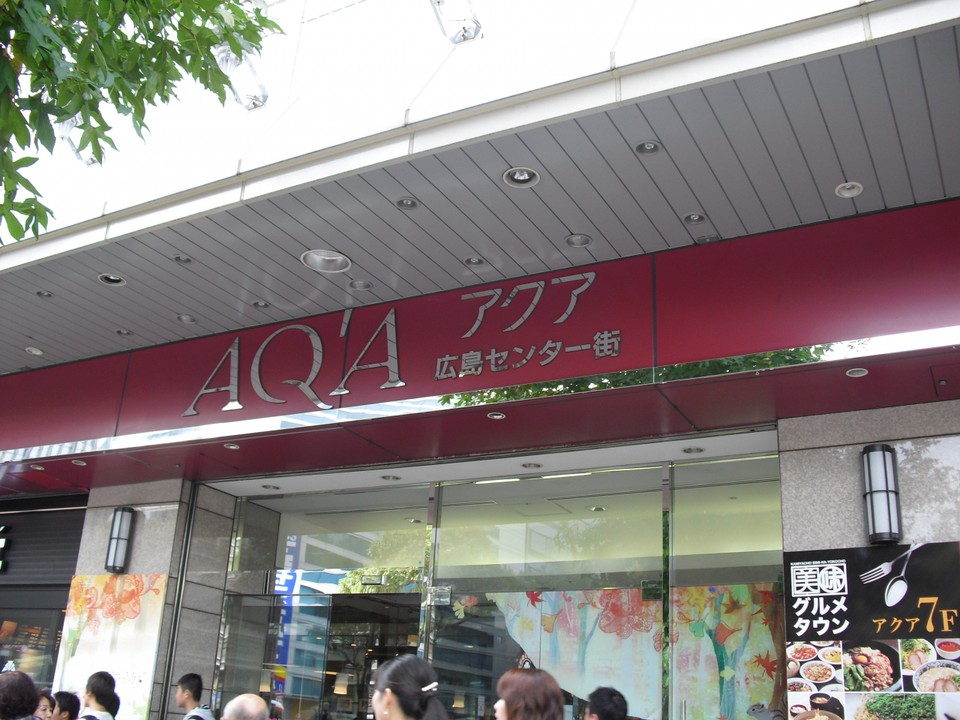 AQ'A アクア
広島センター街
美味
グルメ
タウン
アクア7F